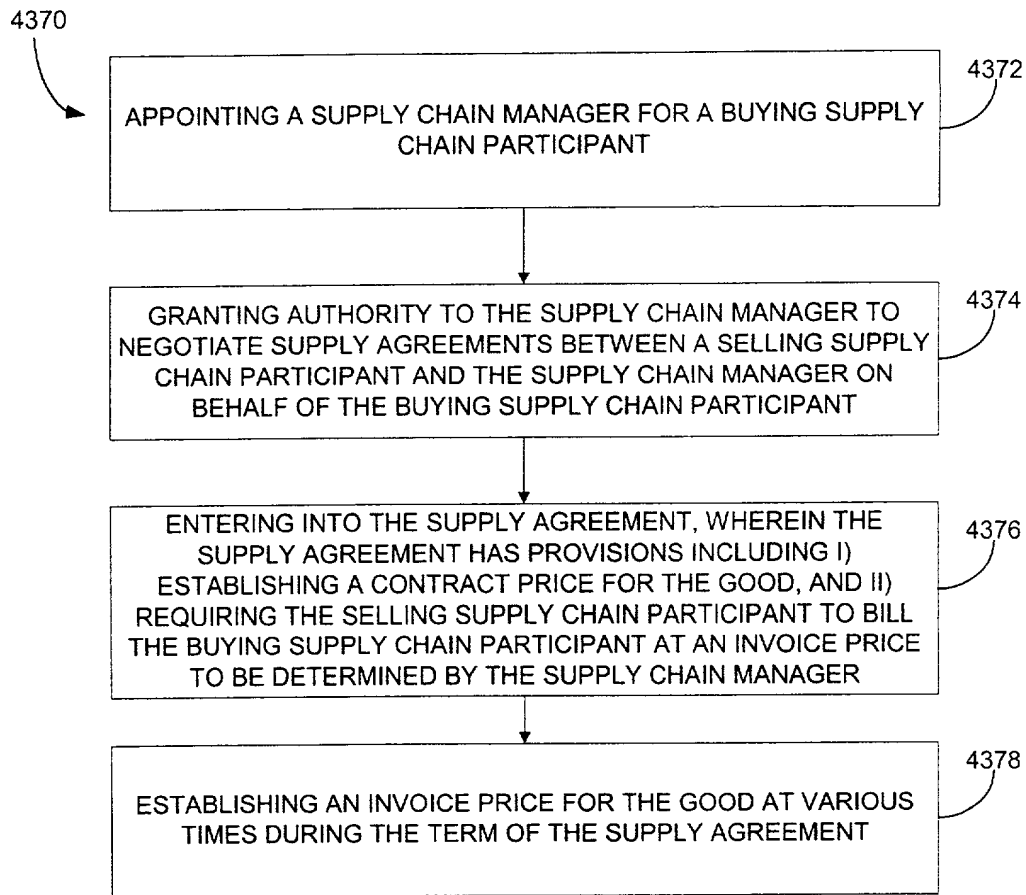 4370
4372
APPOINTING A SUPPLY CHAIN MANAGER FOR A BUYING SUPPLY
CHAIN PARTICIPANT
4374
GRANTING AUTHORITY TO THE SUPPLY CHAIN MANAGER TO
NEGOTIATE SUPPLY AGREEMENTS BETWEEN A SELLING SUPPLY
CHAIN PARTICIPANT AND THE SUPPLY CHAIN MANAGER ON
BEHALF OF THE BUYING SUPPLY CHAIN PARTICIPANT
4376
ENTERING INTO THE SUPPLY AGREEMENT, WHEREIN THE
SUPPLY AGREEMENT HAS PROVISIONS INCLUDING I)
ESTABLISHING A CONTRACT PRICE FOR THE GOOD, AND II)
REQUIRING THE SELLING SUPPLY CHAIN PARTICIPANT TO BILL
THE BUYING SUPPLY CHAIN PARTICIPANT AT AN INVOICE PRICE
TO BE DETERMINED BY THE SUPPLY CHAIN MANAGER
4378
ESTABLISHING AN INVOICE PRICE FOR THE GOOD AT VARIOUS
TIMES DURING THE TERM OF THE SUPPLY AGREEMENT